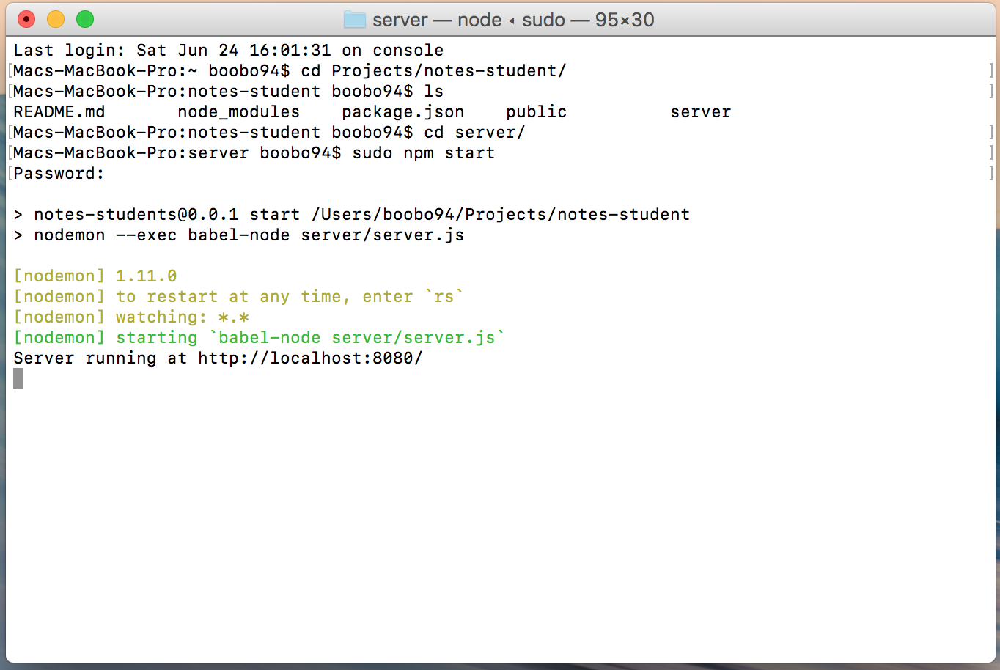 server — node ◂ sudo — 95×30
Last login: Sat Jun 24 16:01:31 on console
[Macs-MacBook-Pro:~ boobo94$ cd Projects/notes-student/ ]
[Macs-MacBook-Pro:notes-student boobo94$ ls ]
README.md node_modules package.json public server
[Macs-MacBook-Pro:notes-student boobo94$ cd server/ ]
[Macs-MacBook-Pro:server boobo94$ sudo npm start ]
[Password: ]
> notes-students@0.0.1 start /Users/boobo94/Projects/notes-student
> nodemon --exec babel-node server/server.js
[nodemon] 1.11.0
[nodemon] to restart at any time, enter `rs`
[nodemon] watching: *.*
[nodemon] starting `babel-node server/server.js`
Server running at http://localhost:8080/